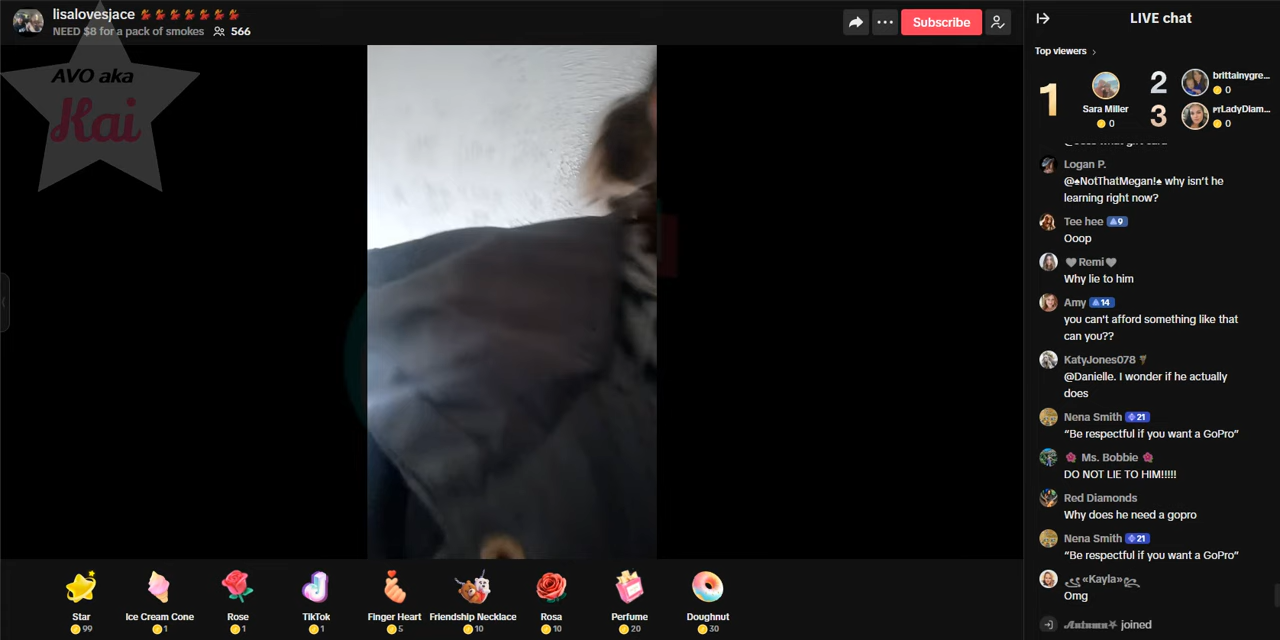 lisalovesjace
NEED $8 for a pack of smokes 566
Subscribe
AVO aka
Kai
LIVE chat
Top viewers
1
Sara Miller
0
2
brittainygre...
0
3
PTLadyDiam...
0
Logan P.
@♠NotThatMegan!♠ why isn't he
learning right now?
Tee hee 9
Ooop
🩶Remi🩶
Why lie to him
Amy 14
you can't afford something like that
can you??
KatyJones078
@Danielle. I wonder if he actually
does
Nena Smith 21
“Be respectful if you want a GoPro”
🌺 Ms. Bobbie 🌺
DO NOT LIE TO HIM!!!!!
Red Diamonds
Why does he need a gopro
Nena Smith 21
“Be respectful if you want a GoPro”
«Kayla»
Omg
Autumn joined
Star
99
Ice Cream Cone
1
Rose
1
TikTok
1
Finger Heart
5
Friendship Necklace
10
Rosa
10
Perfume
20
Doughnut
30